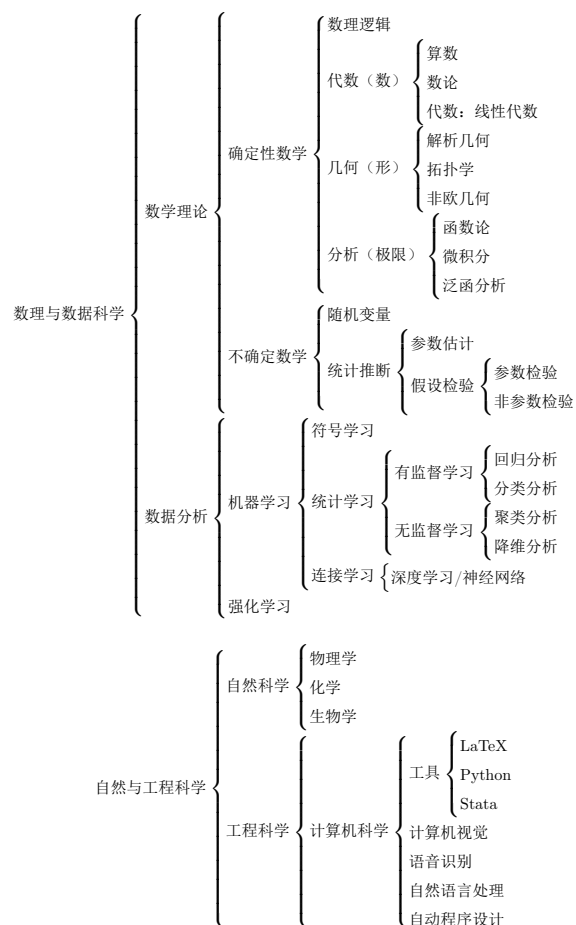 数理逻辑
算数
代数（数）
数论
代数：线性代数
确定性数学
解析几何
几何（形）
拓扑学
数学理论
非欧几何
函数论
分析（极限）
微积分
泛函分析
数理与数据科学
随机变量
不确定数学
参数估计
统计推断
参数检验
假设检验
非参数检验
符号学习
回归分析
有监督学习
分类分析
数据分析
机器学习
统计学习
聚类分析
无监督学习
降维分析
连接学习
深度学习/神经网络
强化学习
物理学
自然科学
化学
生物学
LaTeX
工具
Python
自然与工程科学
Stata
工程科学
计算机科学
计算机视觉
语音识别
自然语言处理
自动程序设计